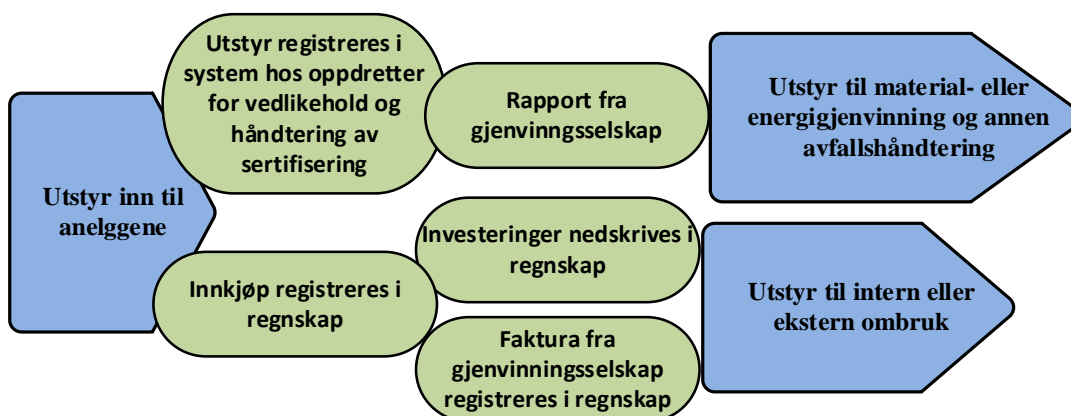 Utstyr inn til
anelggene
Utstyr registreres i
system hos oppdretter
for vedlikehold og
håndtering av
sertifisering
Innkjøp registreres i
regnskap
Rapport fra
gjenvinngsselskap
Investeringer nedskrives i
regnskap
Faktura fra
gjenvinningsselskap
registreres i regnskap
Utstyr til material- eller
energigjenvinning og annen
avfallshåndtering
Utstyr til intern eller
ekstern ombruk